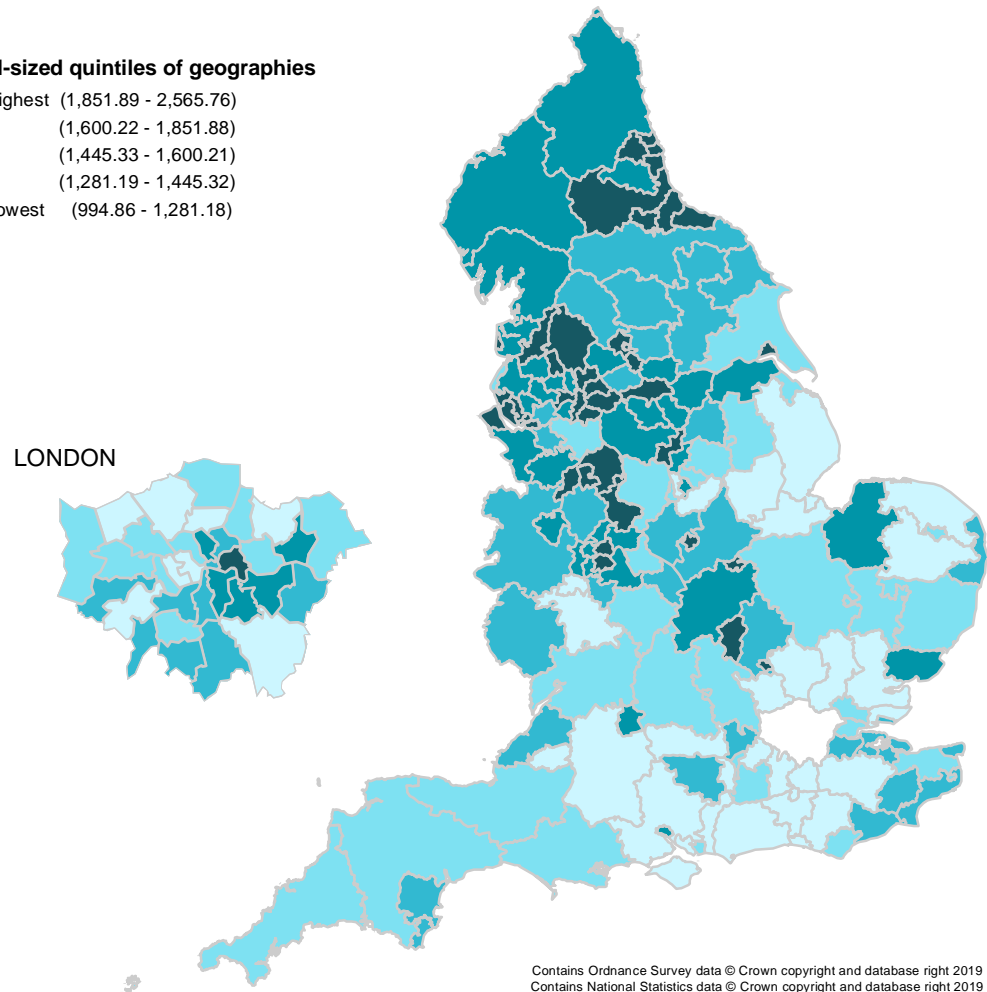 l-sized quintiles of geographies
ighest (1,851.89 - 2,565.76)
(1,600.22 - 1,851.88)
(1,445.33 - 1,600.21)
(1,281.19 - 1,445.32)
owest (994.86 - 1,281.18)
LONDON
Contains Ordnance Survey data © Crown copyright and database right 2019
Contains National Statistics data © Crown copyright and database right 2019